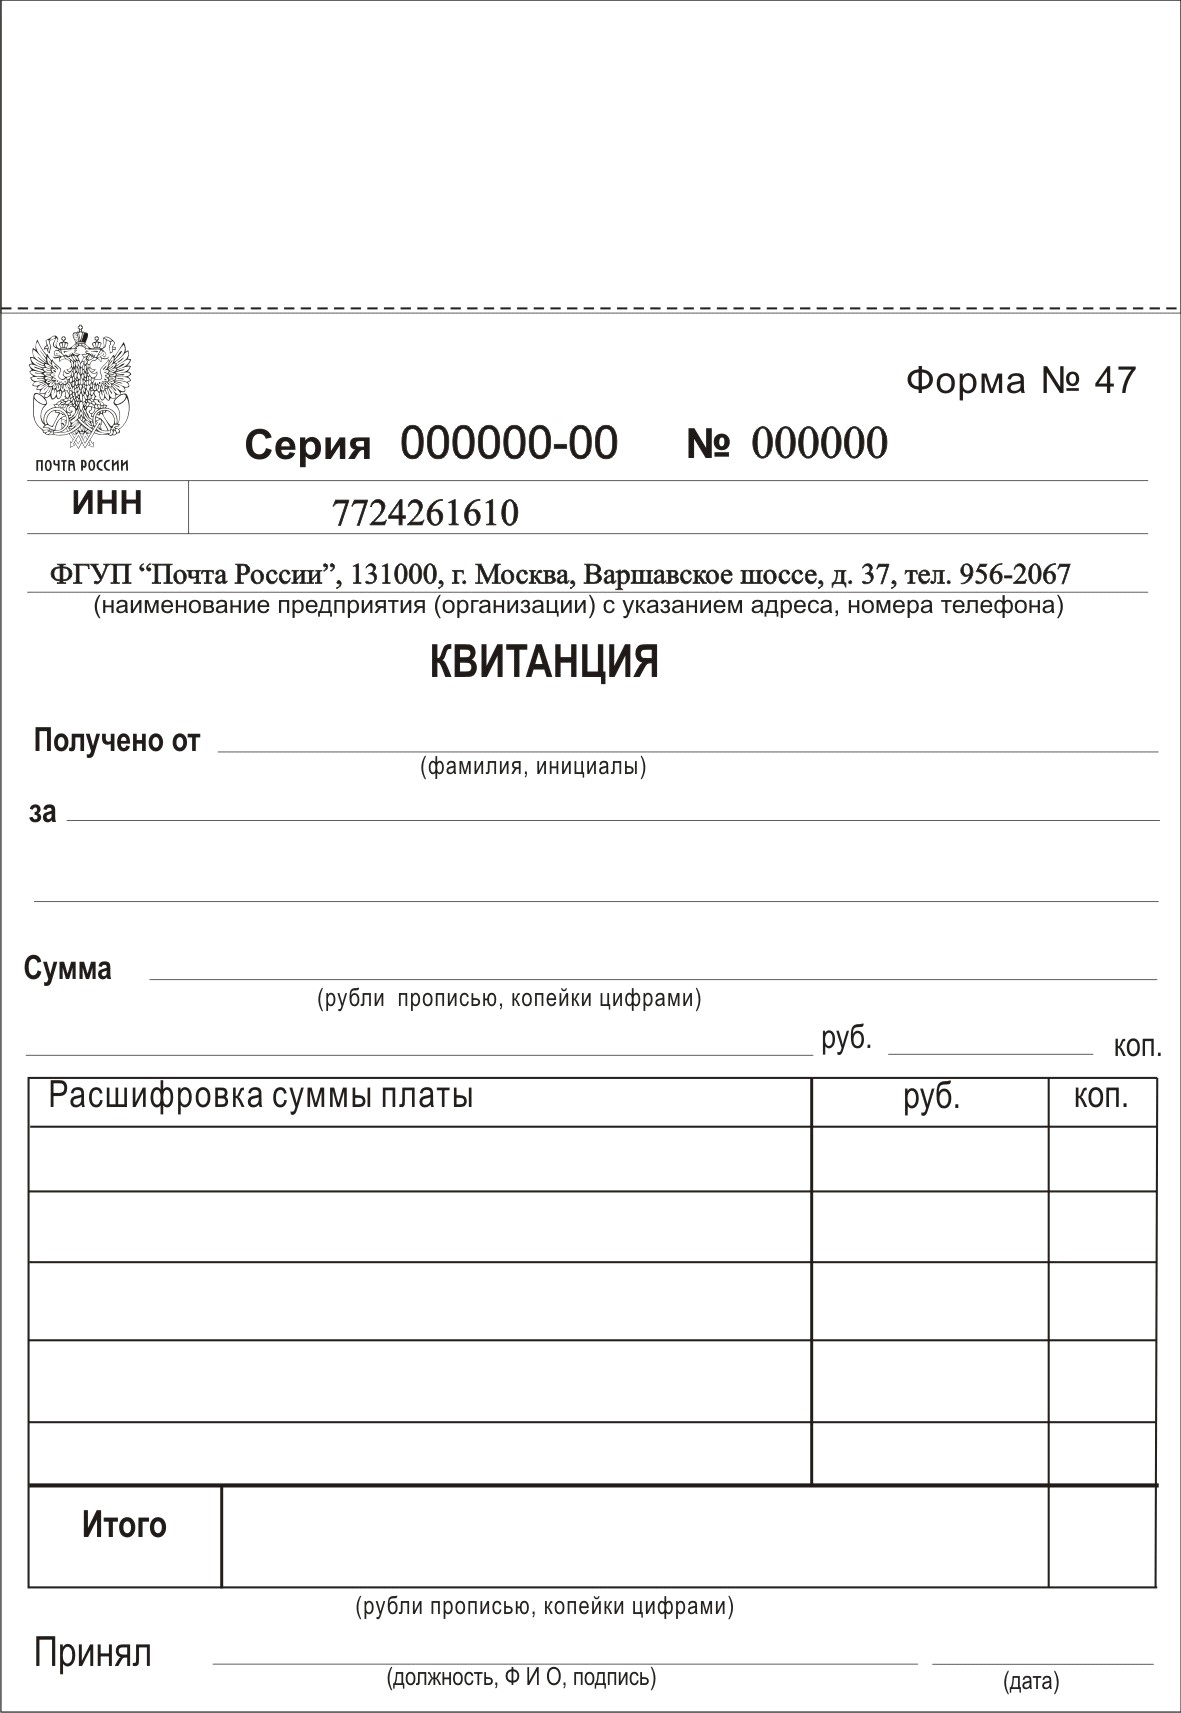 Форма № 47
Серия 000000-00 № 000000
ПОЧТА РОССИИ
ИНН 7724261610
ФГУП “Почта России”, 131000, г. Москва, Варшавское шоссе, д. 37, тел. 956-2067
(наименование предприятия (организации) с указанием адреса, номера телефона)
КВИТАНЦИЯ
Получено от
(фамилия, инициалы)
за
Сумма
(рубли прописью, копейки цифрами)
руб. коп.
Расшифровка суммы платы руб. коп.
Итого
(рубли прописью, копейки цифрами)
Принял
(должность, Ф И О, подпись) (дата)